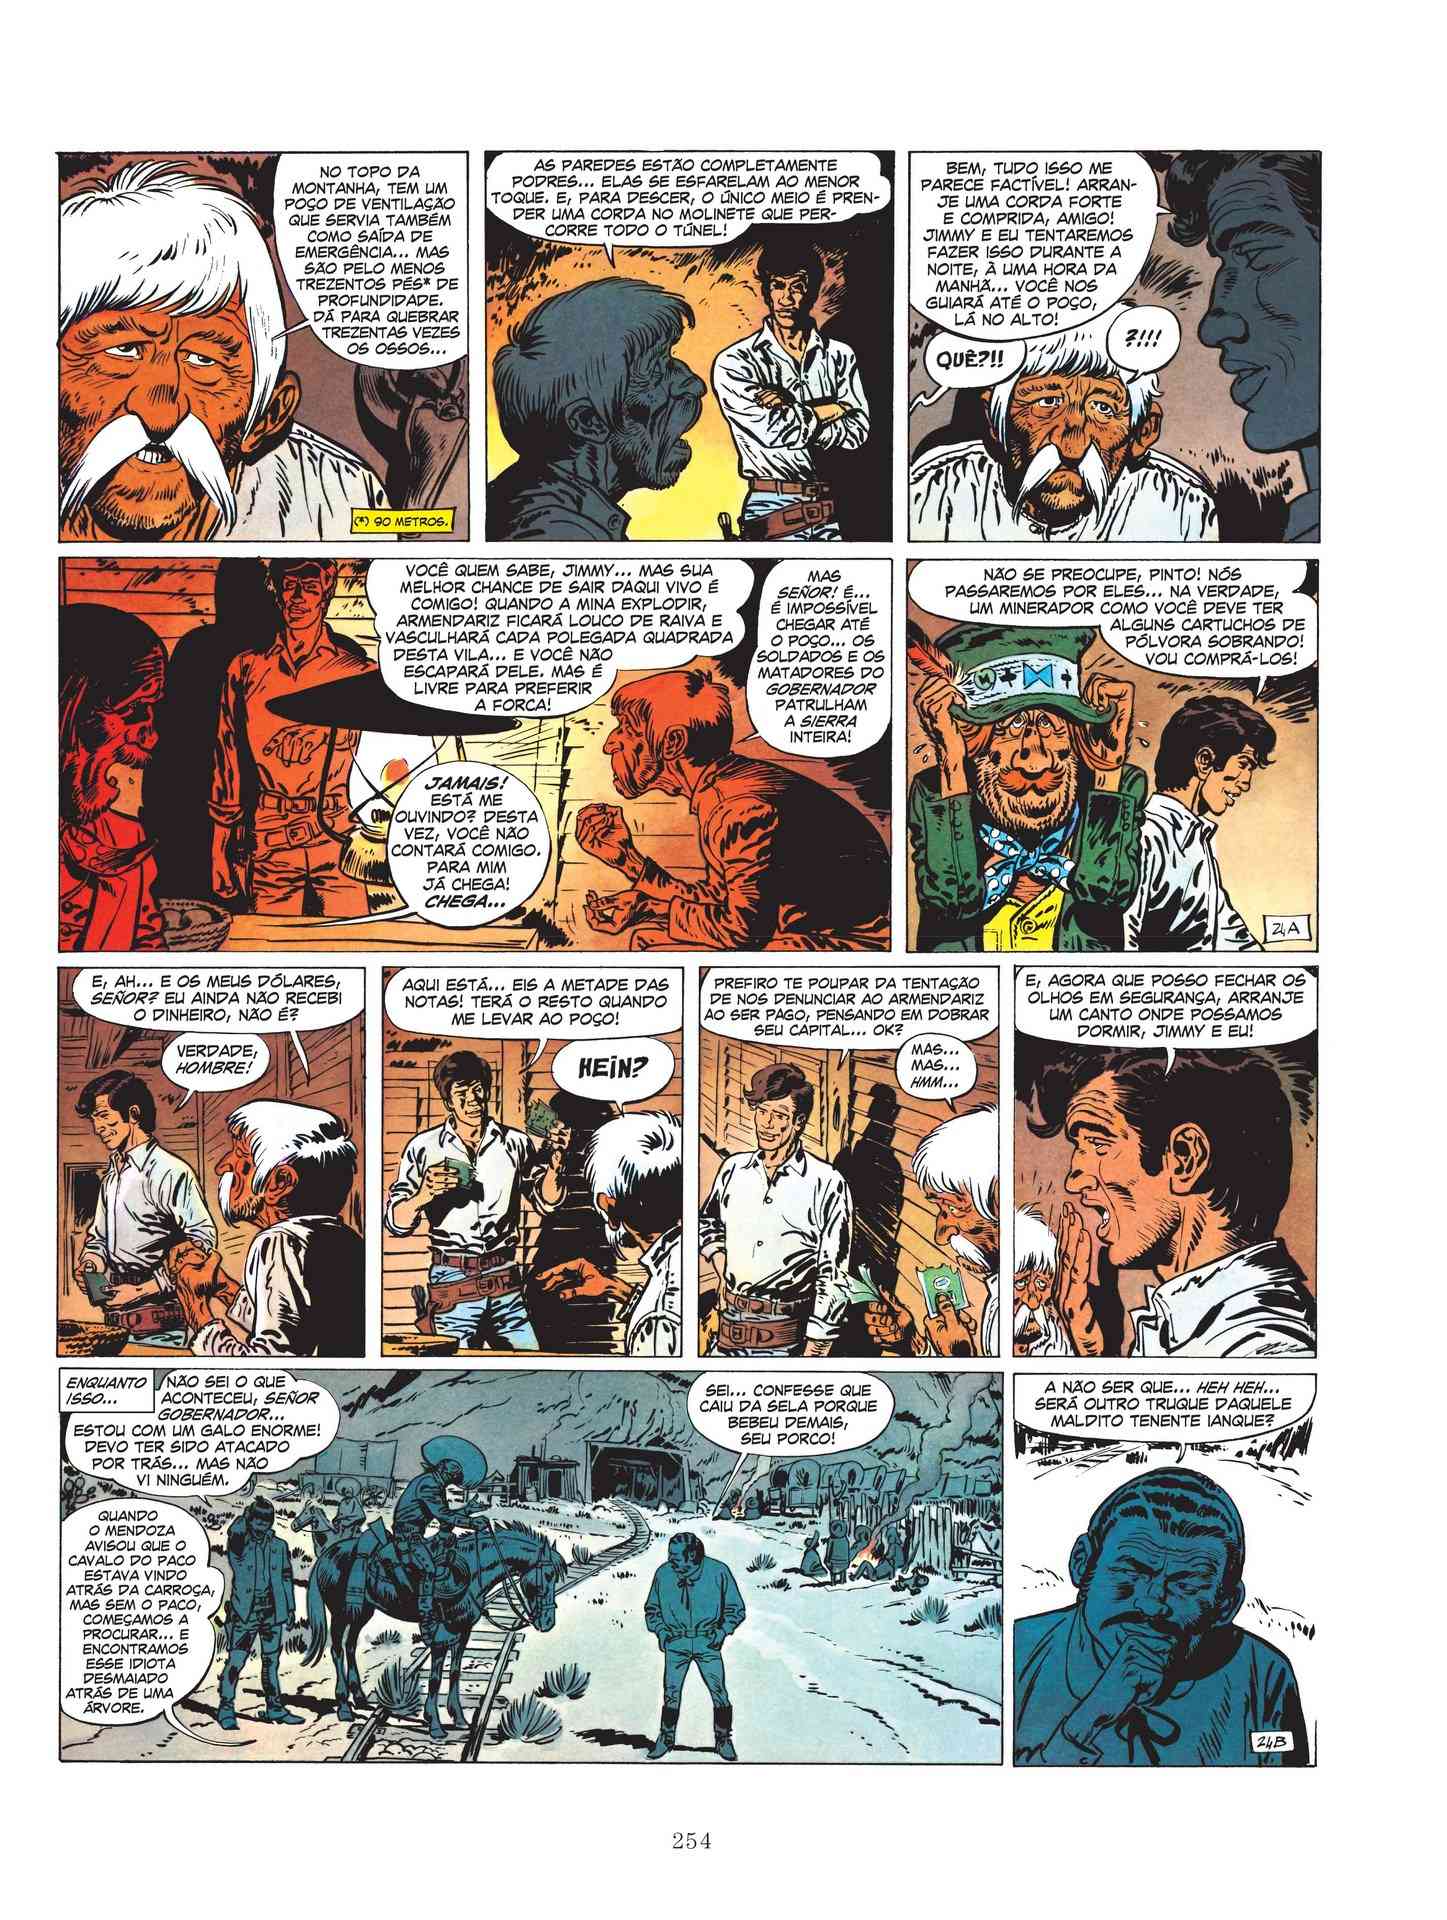 NO TOPO DA
MONTANHA, TEM UM
POÇO DE VENTILAÇÃO
QUE SERVIA TAMBÉM
COMO SAÍDA DE
EMERGÊNCIA... MAS
SÃO PELO MENOS
TREZENTOS PÉS* DE
PROFUNDIDADE.
DÁ PARA QUEBRAR
TREZENTAS VEZES
OS OSSOS...
(*) 90 METROS.
AS PAREDES ESTÃO COMPLETAMENTE
PODRES... ELAS SE ESFARELAM AO MENOR
TOQUE. E, PARA DESCER, O ÚNICO MEIO É PREN-
DER UMA CORDA NO MOLINETE QUE PER-
CORRE TODO O TÚNEL!
BEM, TUDO ISSO ME
PARECE FACTÍVEL! ARRAN-
JE UMA CORDA FORTE
E COMPRIDA, AMIGO!
JIMMY E EU TENTAREMOS
FAZER ISSO DURANTE A
NOITE, À UMA HORA DA
MANHÃ... VOCÊ NOS
GUIARÁ ATÉ O POÇO,
LÁ NO ALTO!
QUÊ?!!
?!!!
VOCÊ QUEM SABE, JIMMY... MAS SUA
MELHOR CHANCE DE SAIR DAQUI VIVO É
COMIGO! QUANDO A MINA EXPLODIR,
ARMENDARIZ FICARÁ LOUCO DE RAIVA E
VASCULHARÁ CADA POLEGADA QUADRADA
DESTA VILA... E VOCÊ NÃO
ESCAPARÁ DELE. MAS É
LIVRE PARA PREFERIR
A FORCA!
JAMAIS!
ESTÁ ME
OUVINDO? DESTA
VEZ, VOCÊ NÃO
CONTARÁ COMIGO.
PARA MIM
JÁ CHEGA!
CHEGA...
MAS
SEÑOR! É...
É IMPOSSÍVEL
CHEGAR ATÉ
O POÇO... OS
SOLDADOS E OS
MATADORES DO
GOBERNADOR
PATRULHAM
A SIERRA
INTEIRA!
NÃO SE PREOCUPE, PINTO! NÓS
PASSAREMOS POR ELES... NA VERDADE,
UM MINERADOR COMO VOCÊ DEVE TER
ALGUNS CARTUCHOS DE
PÓLVORA SOBRANDO!
VOU COMPRÁ-LOS!
24A
E, AH... E OS MEUS DÓLARES,
SEÑOR? EU AINDA NÃO RECEBI
O DINHEIRO, NÃO É?
VERDADE,
HOMBRE!
AQUI ESTÁ... EIS A METADE DAS
NOTAS! TERÁ O RESTO QUANDO
ME LEVAR AO POÇO!
HEIN?
PREFIRO TE POUPAR DA TENTAÇÃO
DE NOS DENUNCIAR AO ARMENDARIZ
AO SER PAGO, PENSANDO EM DOBRAR
SEU CAPITAL... OK?
MAS...
MAS...
HMM...
E, AGORA QUE POSSO FECHAR OS
OLHOS EM SEGURANÇA, ARRANJE
UM CANTO ONDE POSSAMOS
DORMIR, JIMMY E EU!
ENQUANTO
ISSO...
NÃO SEI O QUE
ACONTECEU, SEÑOR
GOBERNADOR...
ESTOU COM UM GALO ENORME!
DEVO TER SIDO ATACADO
POR TRÁS... MAS NÃO
VI NINGUÉM.
QUANDO
O MENDOZA
AVISOU QUE O
CAVALO DO PACO
ESTAVA VINDO
ATRÁS DA CARROÇA,
MAS SEM O PACO,
COMEÇAMOS A
PROCURAR... E
ENCONTRAMOS
ESSE IDIOTA
DESMAIADO
ATRÁS DE UMA
ÁRVORE.
SEI... CONFESSE QUE
CAIU DA SELA PORQUE
BEBEU DEMAIS,
SEU PORCO!
A NÃO SER QUE... HEH HEH...
SERÁ OUTRO TRUQUE DAQUELE
MALDITO TENENTE IANQUE?
24B
254